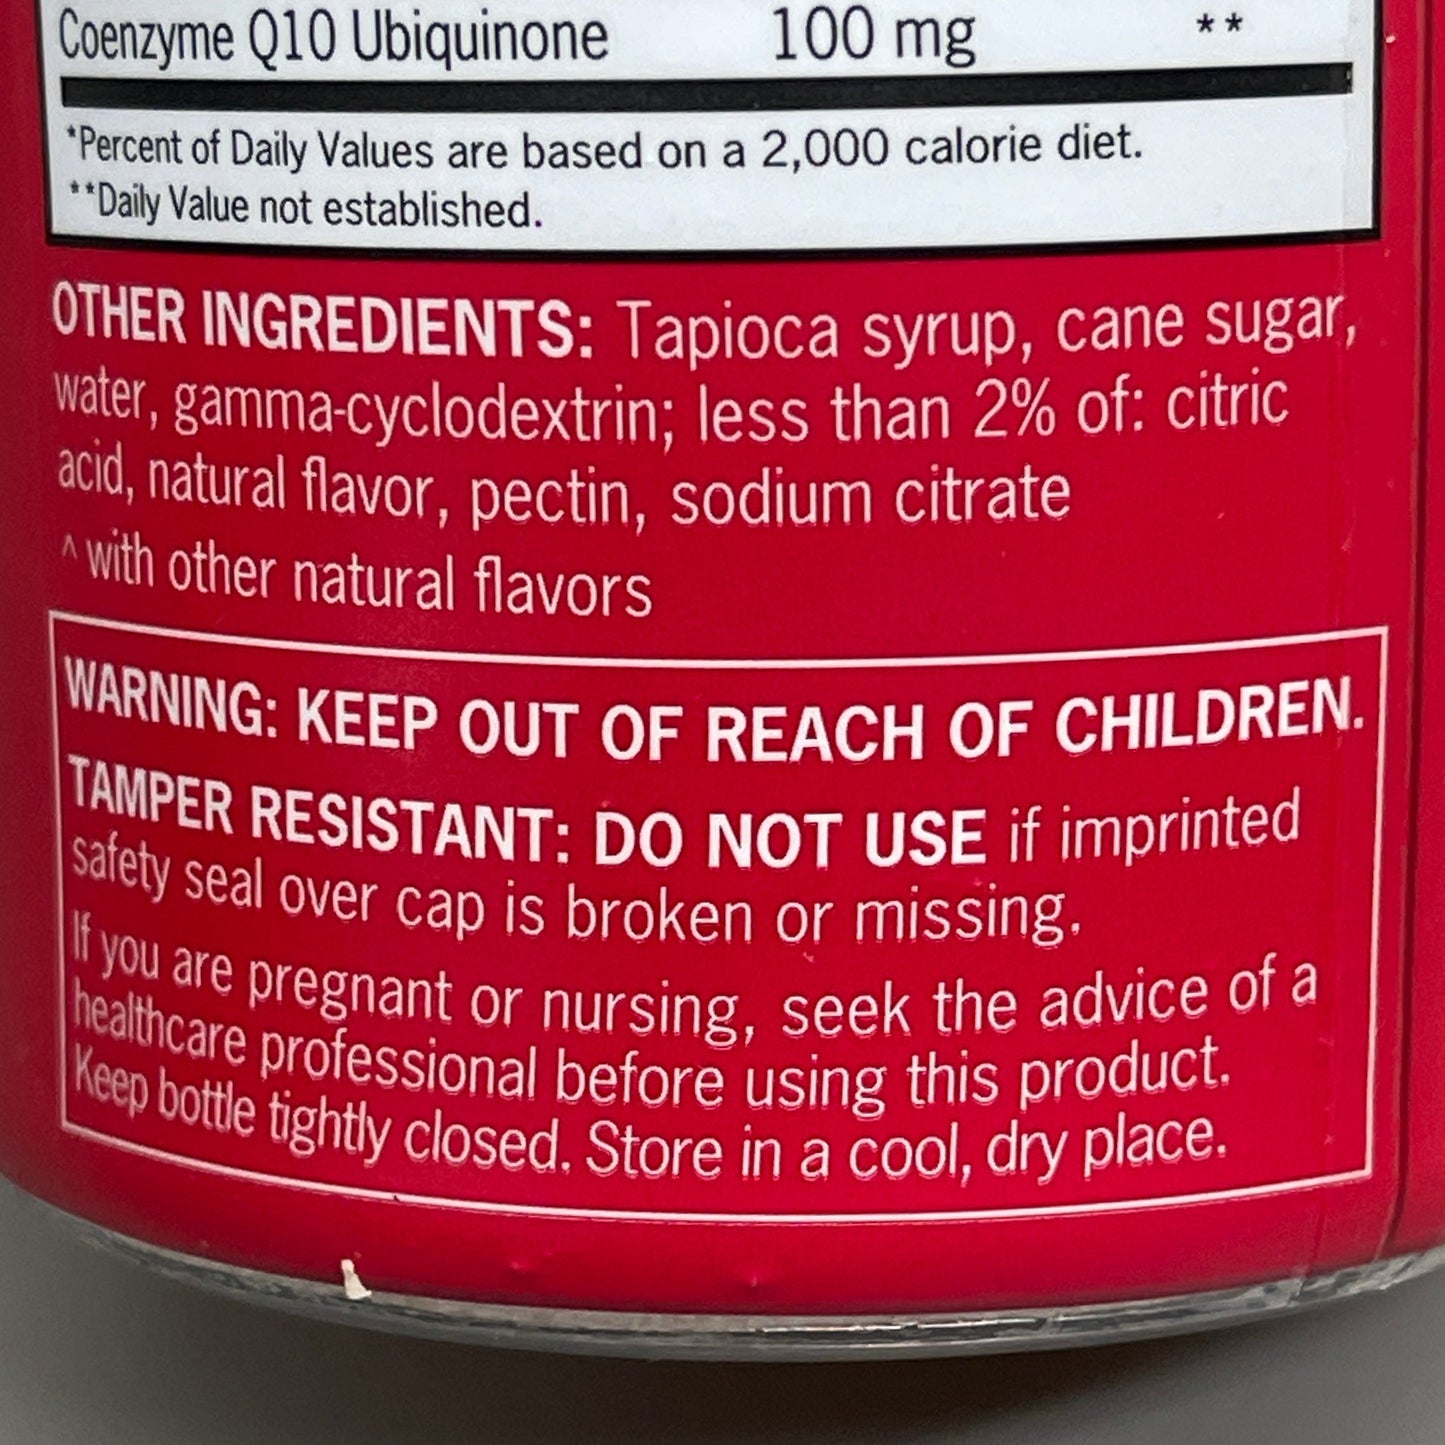 Coenzyme Q10 Ubiquinone 100 mg **
*Percent of Daily Values are based on a 2,000 calorie diet.
**Daily Value not established.
OTHER INGREDIENTS: Tapioca syrup, cane sugar,
water, gamma-cyclodextrin; less than 2% of: citric
acid, natural flavor, pectin, sodium citrate
^ with other natural flavors
WARNING: KEEP OUT OF REACH OF CHILDREN.
TAMPER RESISTANT: DO NOT USE if imprinted
safety seal over cap is broken or missing.
If you are pregnant or nursing, seek the advice of a
healthcare professional before using this product.
Keep bottle tightly closed. Store in a cool, dry place.